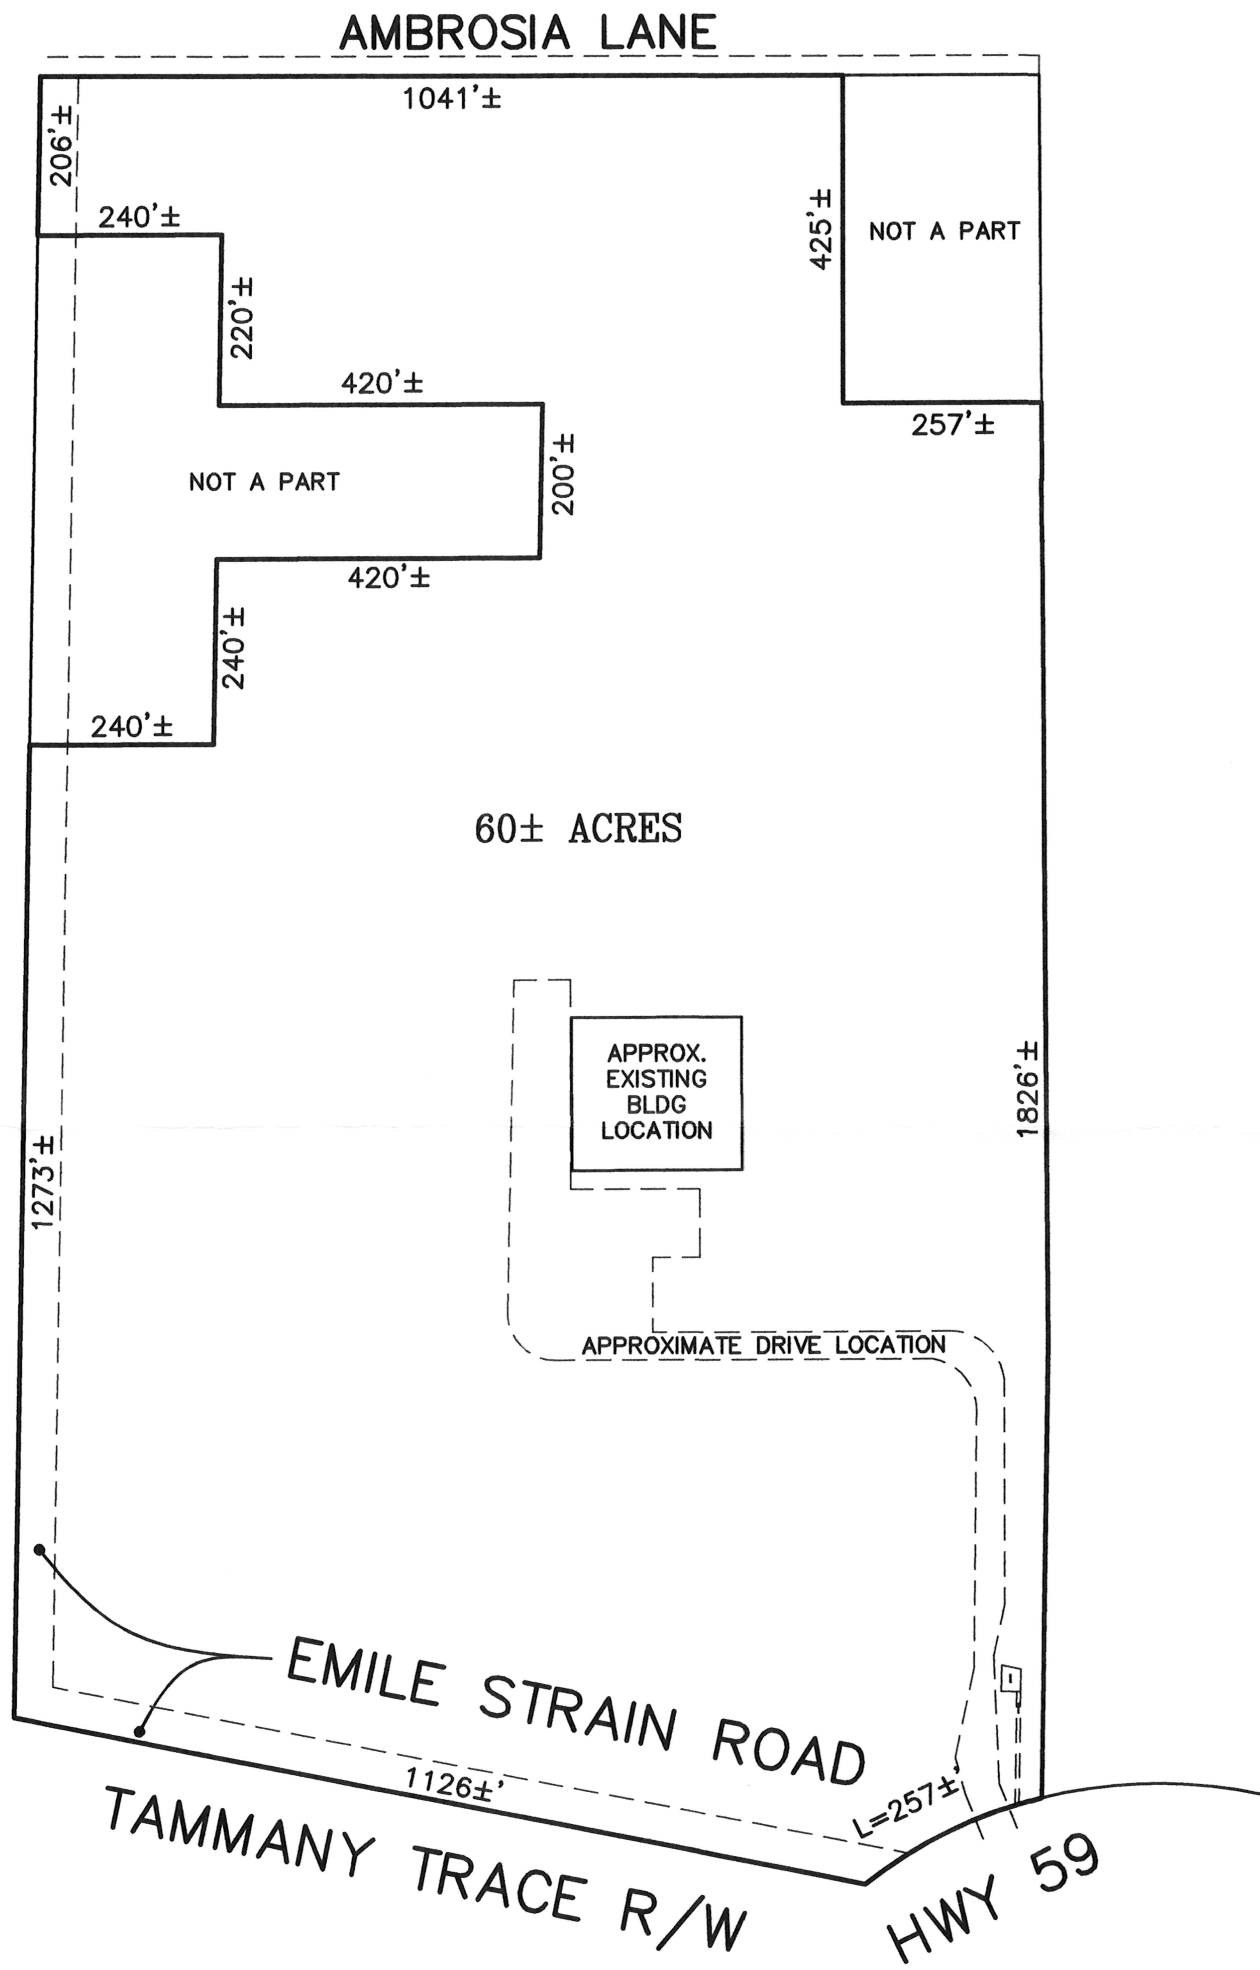 AMBROSIA LANE
1041'±
206'±
240'±
425'±
NOT A PART
220'±
420'±
257'±
NOT A PART
200'±
420'±
240'±
240'±
60± ACRES
APPROX.
EXISTING
BLDG
LOCATION
1826'±
1273'±
APPROXIMATE DRIVE LOCATION
EMILE STRAIN ROAD
1126±'
L=257±'
TAMMANY TRACE R/W
HWY 59